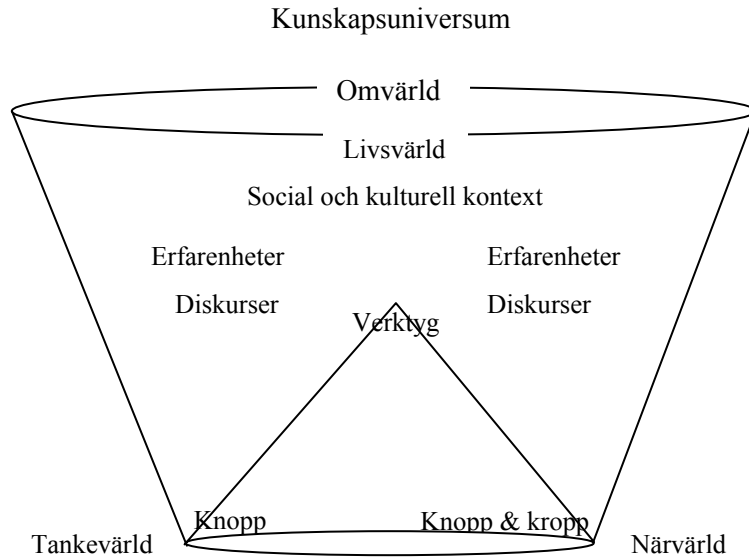 Kunskapsuniversum
Omvärld
Livsvärld
Social och kulturell kontext
Erfarenheter Erfarenheter
Diskurser Diskurser
Verktyg
Knopp Knopp & kropp
Tankevärld Närvärld